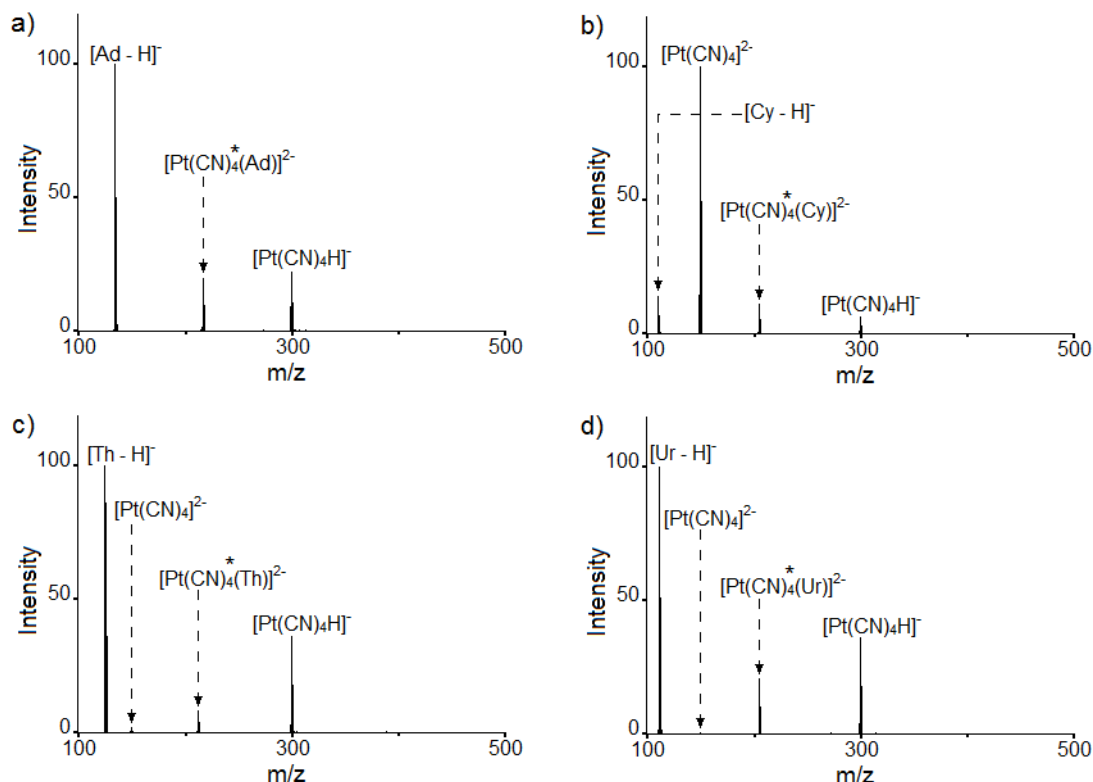 a)
[Ad - H]⁻
100
[Pt(CN)₄*(Ad)]²⁻
50
[Pt(CN)₄H]⁻
0
100
300
500
Intensity
m/z
b)
[Pt(CN)₄]²⁻
100
[Cy - H]⁻
[Pt(CN)₄*(Cy)]²⁻
50
[Pt(CN)₄H]⁻
0
100
300
500
Intensity
m/z
c)
[Th - H]⁻
100
[Pt(CN)₄]²⁻
[Pt(CN)₄*(Th)]²⁻
50
[Pt(CN)₄H]⁻
0
100
300
500
Intensity
m/z
d)
[Ur - H]⁻
100
[Pt(CN)₄]²⁻
[Pt(CN)₄*(Ur)]²⁻
50
[Pt(CN)₄H]⁻
0
100
300
500
Intensity
m/z